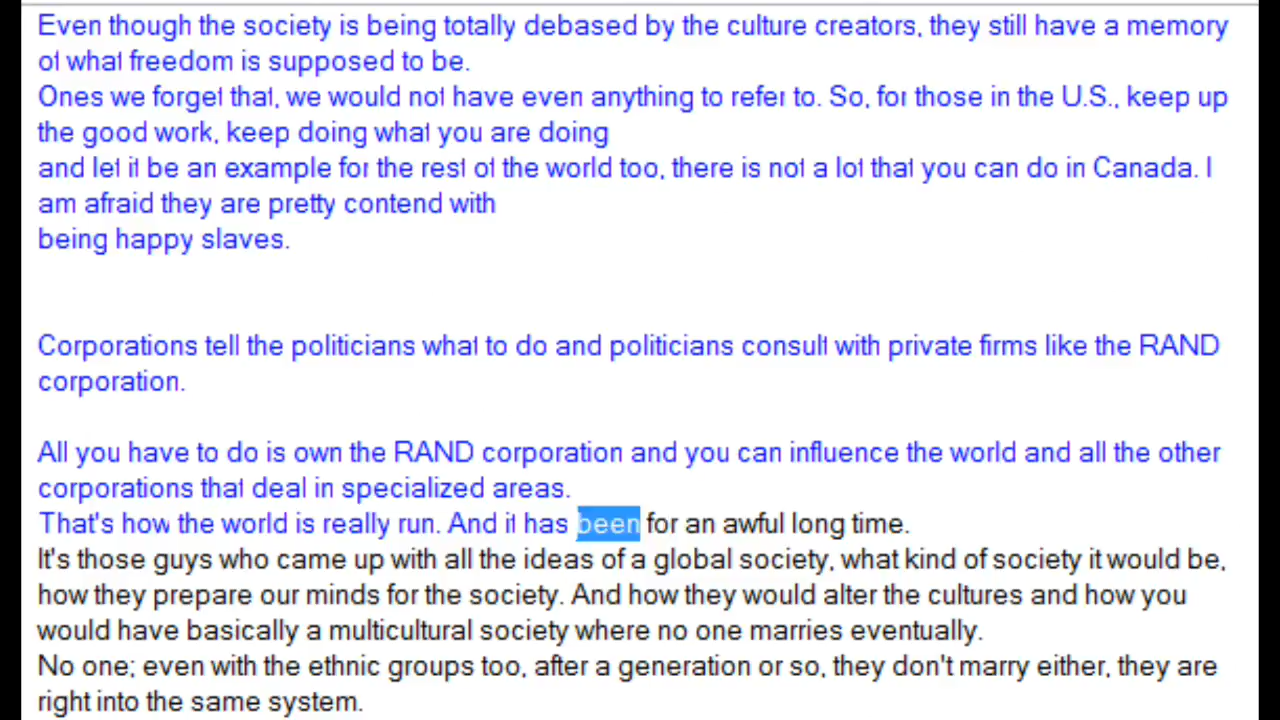 Even though the society is being totally debased by the culture creators, they still have a memory
of what freedom is supposed to be.
Ones we forget that, we would not have even anything to refer to. So, for those in the U.S., keep up
the good work, keep doing what you are doing
and let it be an example for the rest of the world too, there is not a lot that you can do in Canada. I
am afraid they are pretty contend with
being happy slaves.
Corporations tell the politicians what to do and politicians consult with private firms like the RAND
corporation.
All you have to do is own the RAND corporation and you can influence the world and all the other
corporations that deal in specialized areas.
That's how the world is really run. And it has been for an awful long time.
It's those guys who came up with all the ideas of a global society, what kind of society it would be,
how they prepare our minds for the society. And how they would alter the cultures and how you
would have basically a multicultural society where no one marries eventually.
No one; even with the ethnic groups too, after a generation or so, they don't marry either, they are
right into the same system.